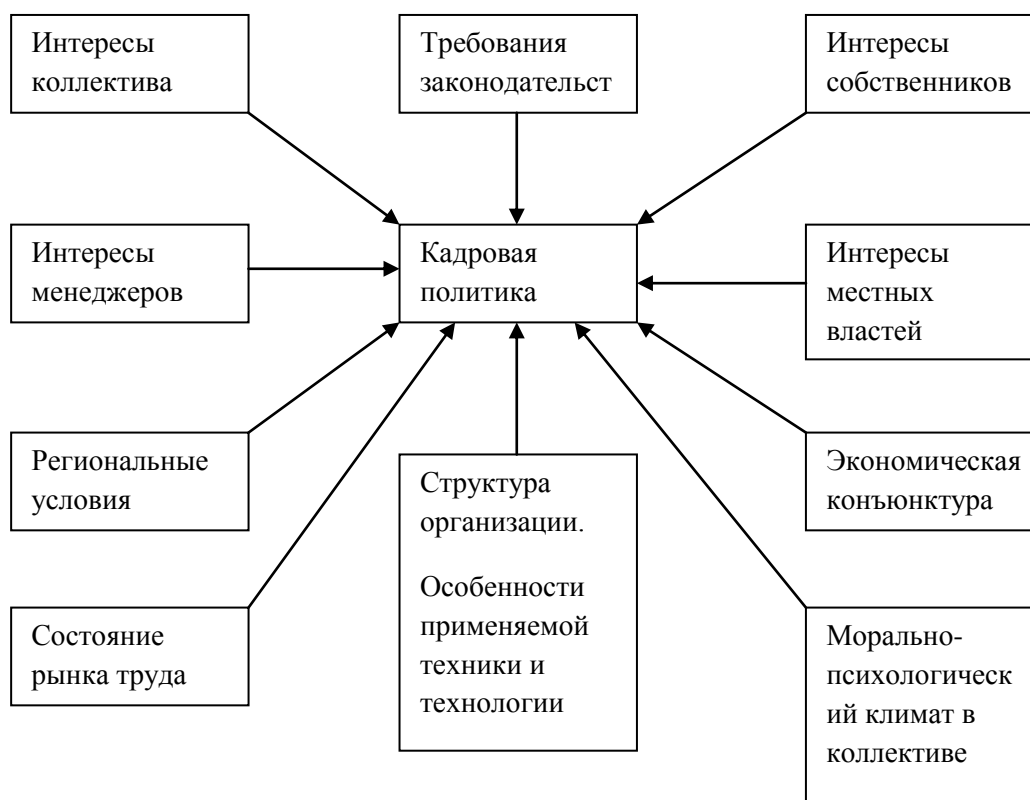 Интересы
коллектива
Требования
законодательст
Интересы
собственников
Интересы
менеджеров
Кадровая
политика
Интересы
местных
властей
Региональные
условия
Структура
организации.
Особенности
применяемой
техники и
технологии
Экономическая
конъюнктура
Состояние
рынка труда
Морально-
психологическ
ий климат в
коллективе